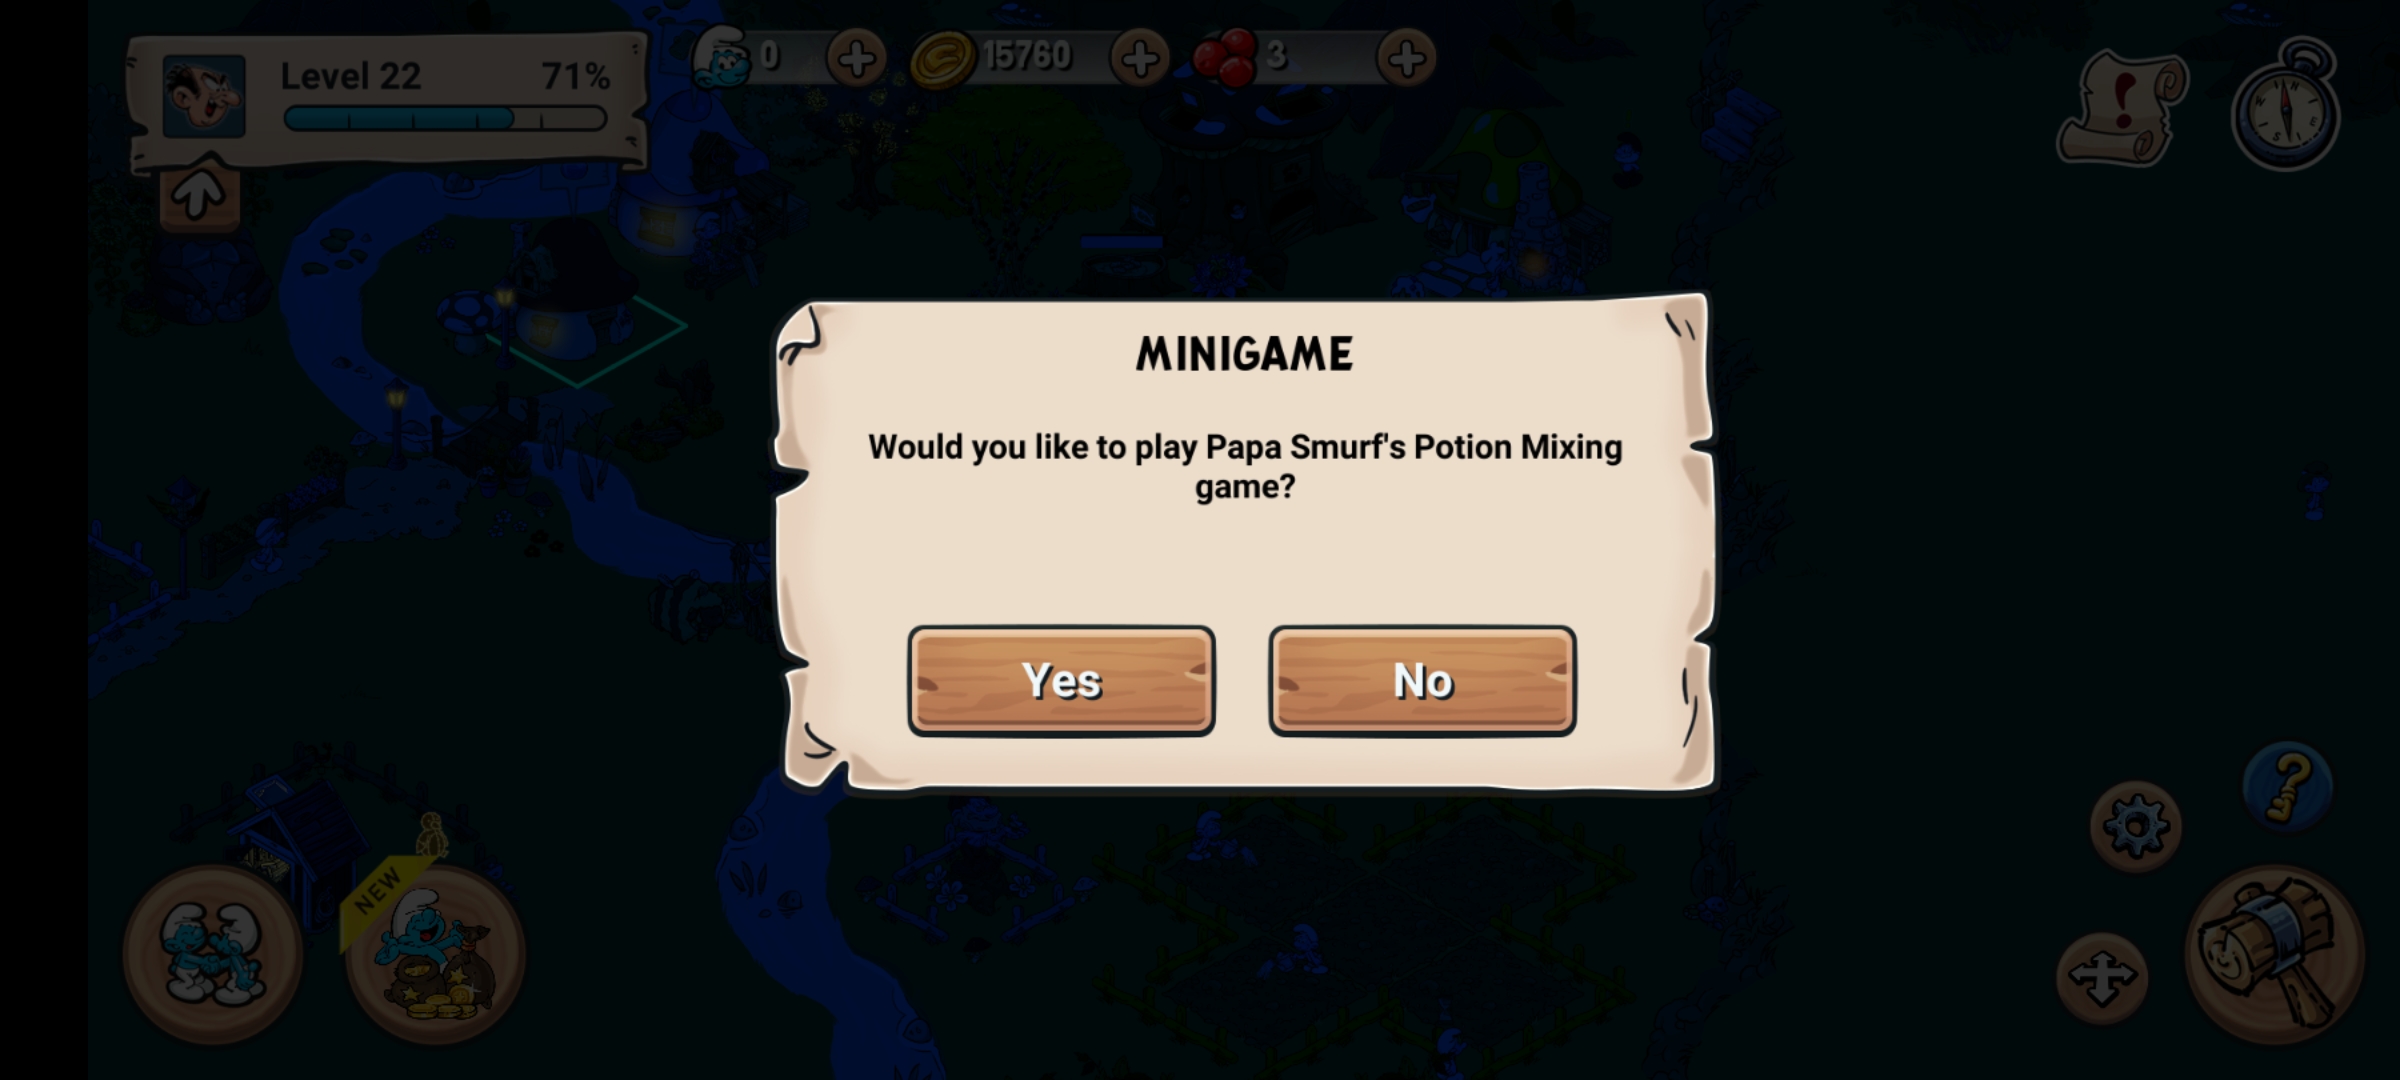 Level 22
71%
0
15760
3
MINIGAME
Would you like to play Papa Smurf's Potion Mixing
game?
Yes
No
NEW